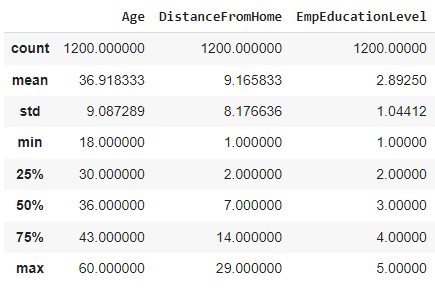 Age DistanceFromHome EmpEducationLevel
count 1200.000000 1200.000000 1200.00000
mean 36.918333 9.165833 2.89250
std 9.087289 8.176636 1.04412
min 18.000000 1.000000 1.00000
25% 30.000000 2.000000 2.00000
50% 36.000000 7.000000 3.00000
75% 43.000000 14.000000 4.00000
max 60.000000 29.000000 5.00000